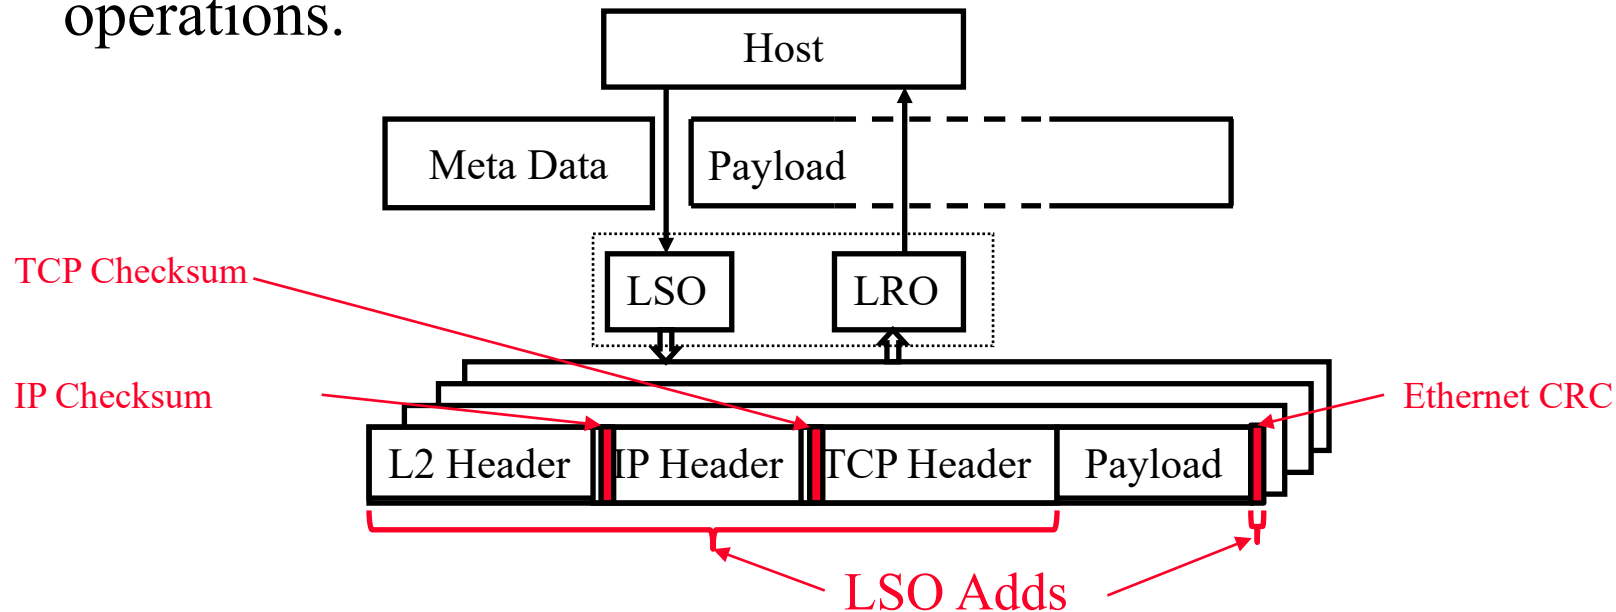 operations.
Host
Meta Data
Payload
TCP Checksum
LSO
LRO
IP Checksum
Ethernet CRC
L2 Header
IP Header
TCP Header
Payload
LSO Adds